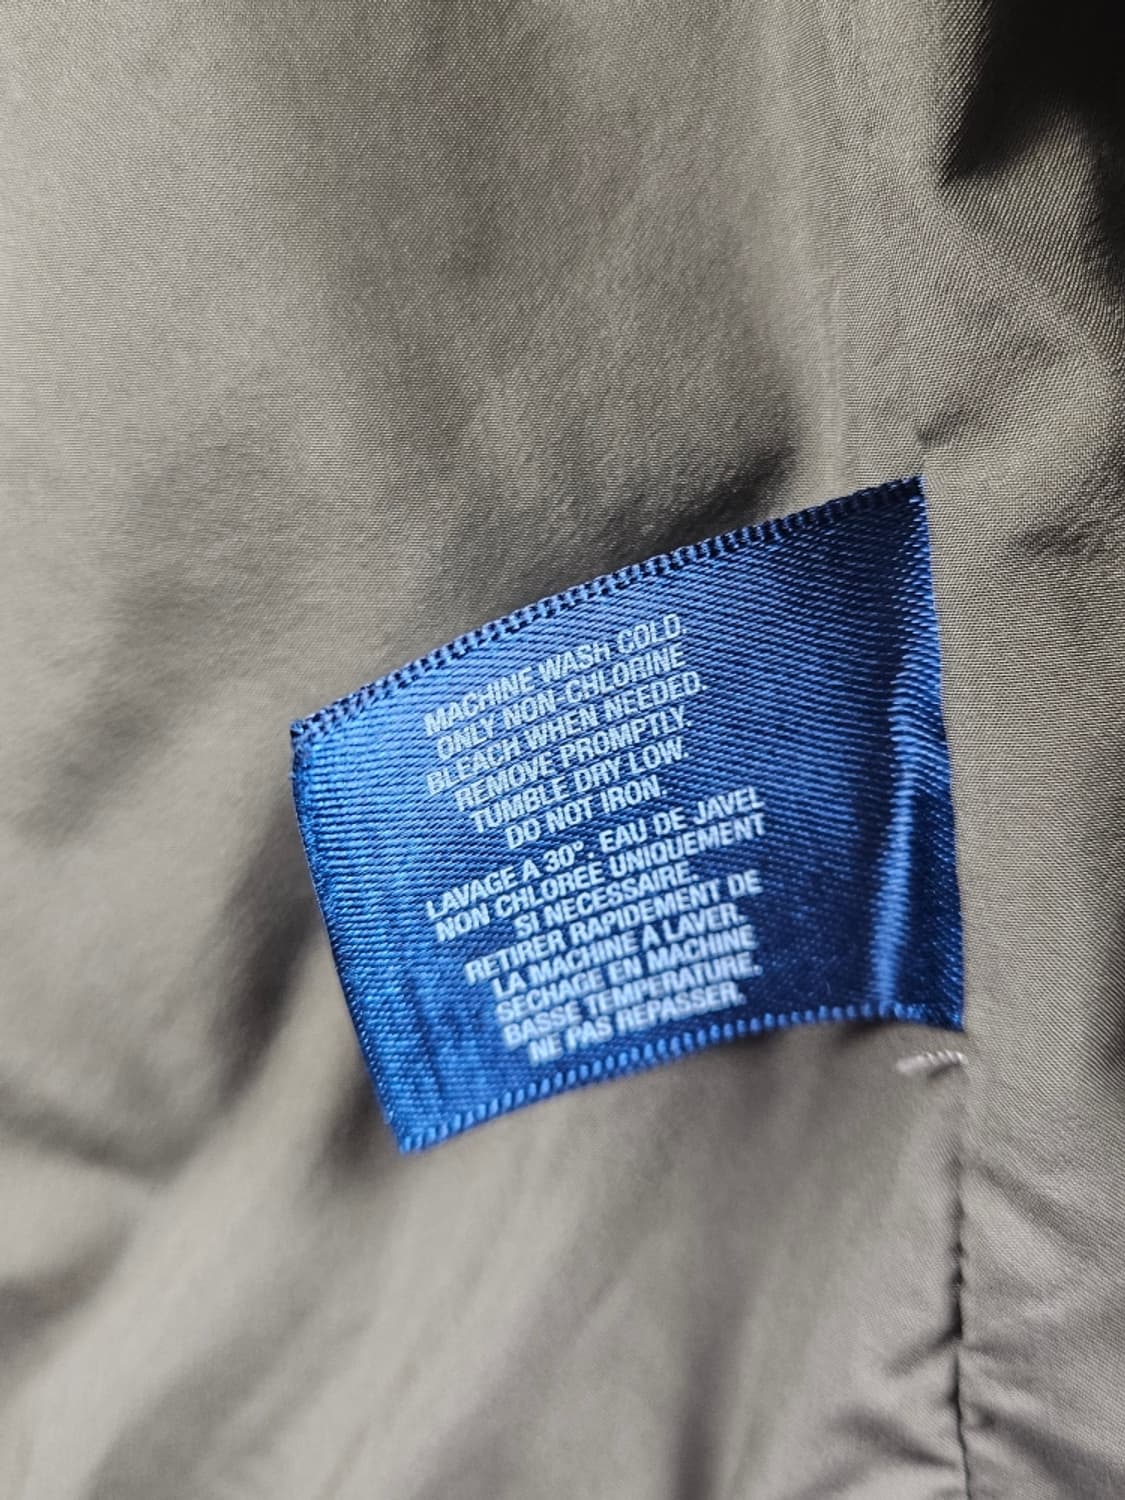 MACHINE WASH COLD.
ONLY NON-CHLORINE
BLEACH WHEN NEEDED.
REMOVE PROMPTLY.
TUMBLE DRY LOW.
DO NOT IRON.
LAVAGE A 30°. EAU DE JAVEL
NON CHLOREE UNIQUEMENT
SI NECESSAIRE.
RETIRER RAPIDEMENT DE
LA MACHINE A LAVER.
SECHAGE EN MACHINE
BASSE TEMPERATURE.
NE PAS REPASSER.